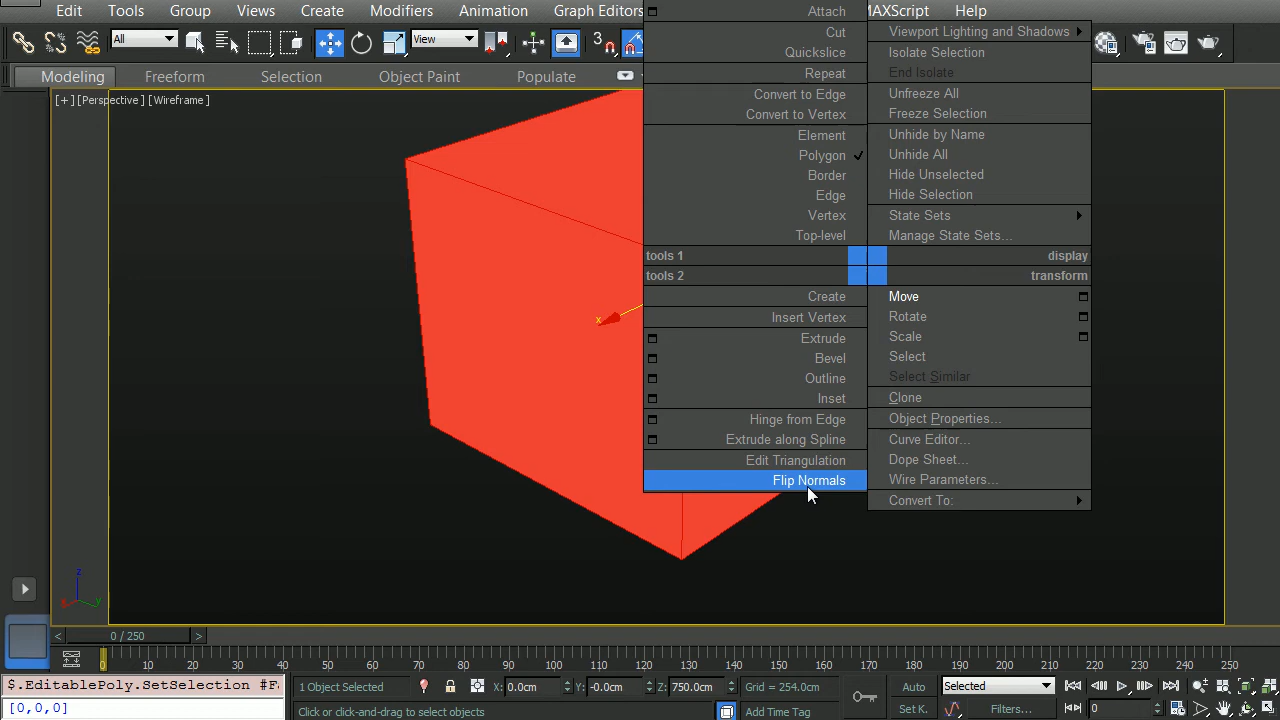 Edit Tools Group Views Create Modifiers Animation Graph Editors MAXScript Help
All View 3
Modeling Freeform Selection Object Paint Populate
[+] [Perspective] [Wireframe]
Attach
Cut
Quickslice
Repeat
Convert to Edge
Convert to Vertex
Element
Polygon
Border
Edge
Vertex
Top-level
tools 1
tools 2
Create
Insert Vertex
Extrude
Bevel
Outline
Inset
Hinge from Edge
Extrude along Spline
Edit Triangulation
Flip Normals
Viewport Lighting and Shadows
Isolate Selection
End Isolate
Unfreeze All
Freeze Selection
Unhide by Name
Unhide All
Hide Unselected
Hide Selection
State Sets
Manage State Sets...
display
transform
Move
Rotate
Scale
Select
Select Similar
Clone
Object Properties...
Curve Editor...
Dope Sheet...
Wire Parameters...
Convert To:
x
z
x y
< 0 / 250 >
0 10 20 30 40 50 60 70 80 90 100 110 120 130 140 150 160 170 180 190 200 210 220 230 240 250
$.EditablePoly.SetSelection #F
[0,0,0]
1 Object Selected X: 0.0cm Y: -0.0cm Z: 750.0cm Grid = 254.0cm Auto Selected
Click or click-and-drag to select objects Add Time Tag Set K. Filters... 0